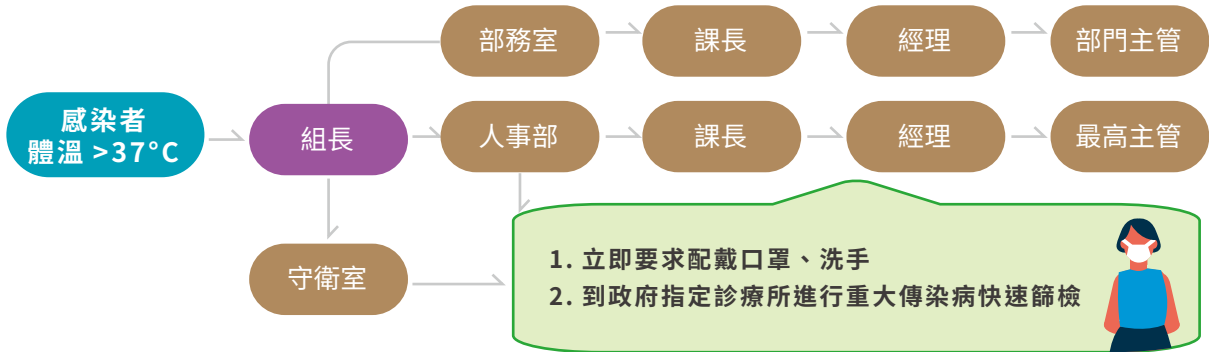 部務室
課長
經理
部門主管
感染者
體溫 >37°C
組長
人事部
課長
經理
最高主管
守衛室
1. 立即要求配戴口罩、洗手
2. 到政府指定診療所進行重大傳染病快速篩檢